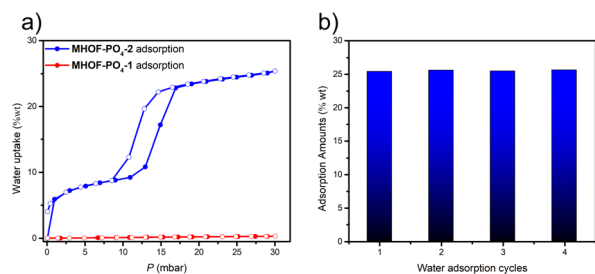 a)
b)
MHOF-PO4-2 adsorption
MHOF-PO4-1 adsorption
Water uptake (%wt)
30
20
10
0
0 5 10 15 20 25 30
P (mbar)
Adsorption Amounts (% wt)
30
25
20
15
10
5
0
1 2 3 4
Water adsorption cycles